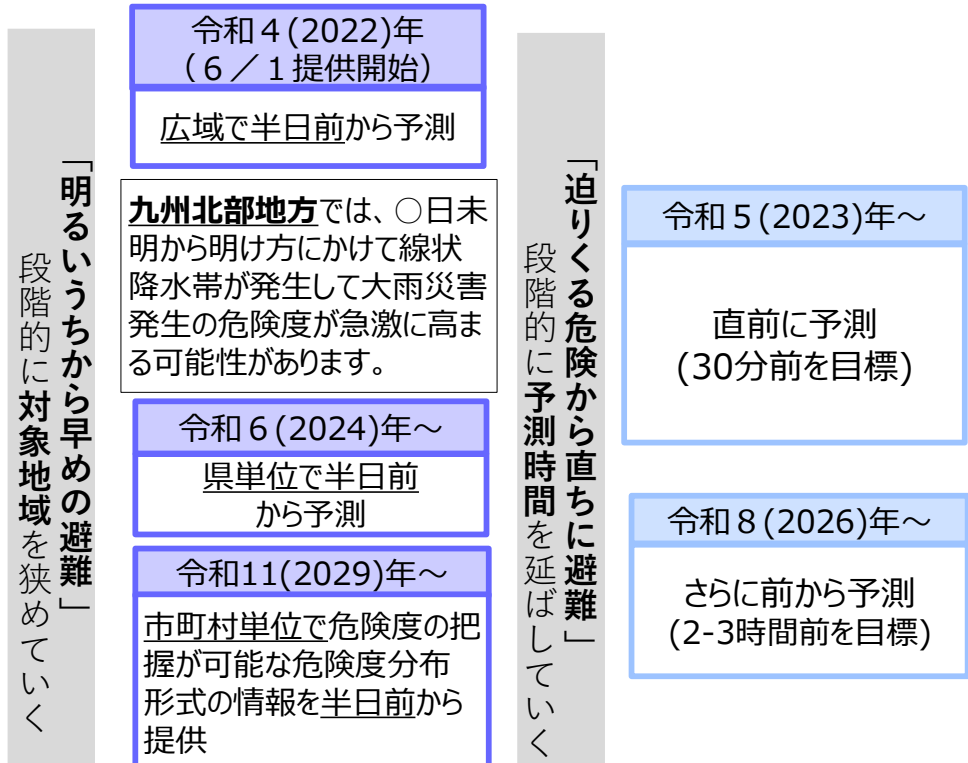 「明るいうちから早めの避難」
段階的に対象地域を狭めていく
令和４(2022)年
（６／１提供開始）
広域で半日前から予測
九州北部地方では、○日未
明から明け方にかけて線状
降水帯が発生して大雨災害
発生の危険度が急激に高ま
る可能性があります。
令和６(2024)年～
県単位で半日前
から予測
令和11(2029)年～
市町村単位で危険度の把
握が可能な危険度分布
形式の情報を半日前から
提供
「迫りくる危険から直ちに避難」
段階的に予測時間を延ばしていく
令和５(2023)年～
直前に予測
(30分前を目標)
令和８(2026)年～
さらに前から予測
(2-3時間前を目標)